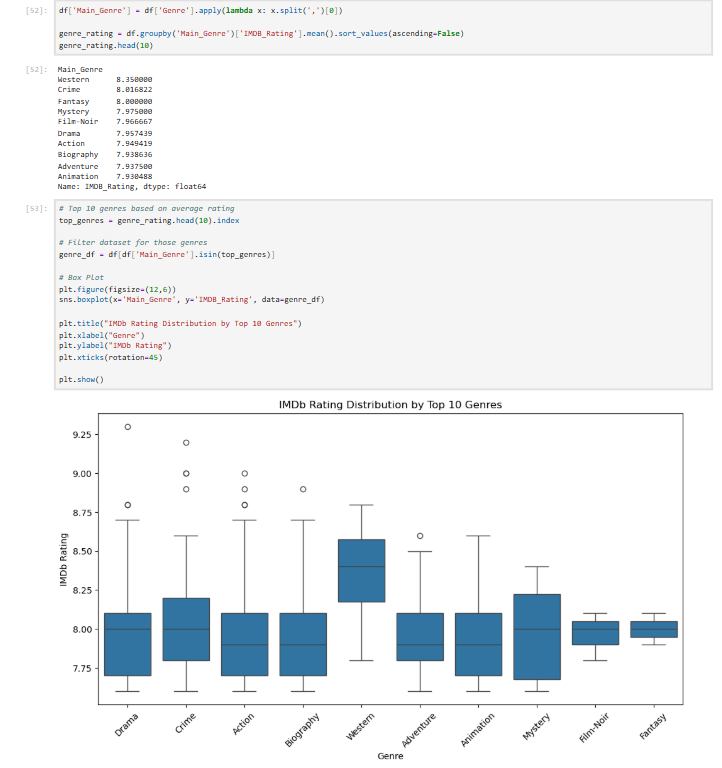 [52]: df['Main_Genre'] = df['Genre'].apply(lambda x: x.split(',')[0])
genre_rating = df.groupby('Main_Genre')['IMDB_Rating'].mean().sort_values(ascending=False)
genre_rating.head(10)
[52]: Main_Genre
Western 8.350000
Crime 8.016822
Fantasy 8.000000
Mystery 7.975000
Film-Noir 7.966667
Drama 7.957439
Action 7.949419
Biography 7.938636
Adventure 7.937500
Animation 7.930488
Name: IMDB_Rating, dtype: float64
[53]: # Top 10 genres based on average rating
top_genres = genre_rating.head(10).index
# Filter dataset for those genres
genre_df = df[df['Main_Genre'].isin(top_genres)]
# Box Plot
plt.figure(figsize=(12,6))
sns.boxplot(x='Main_Genre', y='IMDB_Rating', data=genre_df)
plt.title("IMDb Rating Distribution by Top 10 Genres")
plt.xlabel("Genre")
plt.ylabel("IMDb Rating")
plt.xticks(rotation=45)
plt.show()
IMDb Rating Distribution by Top 10 Genres
IMDb Rating
9.25
9.00
8.75
8.50
8.25
8.00
7.75
Drama
Crime
Action
Biography
Western
Adventure
Animation
Mystery
Film-Noir
Fantasy
Genre